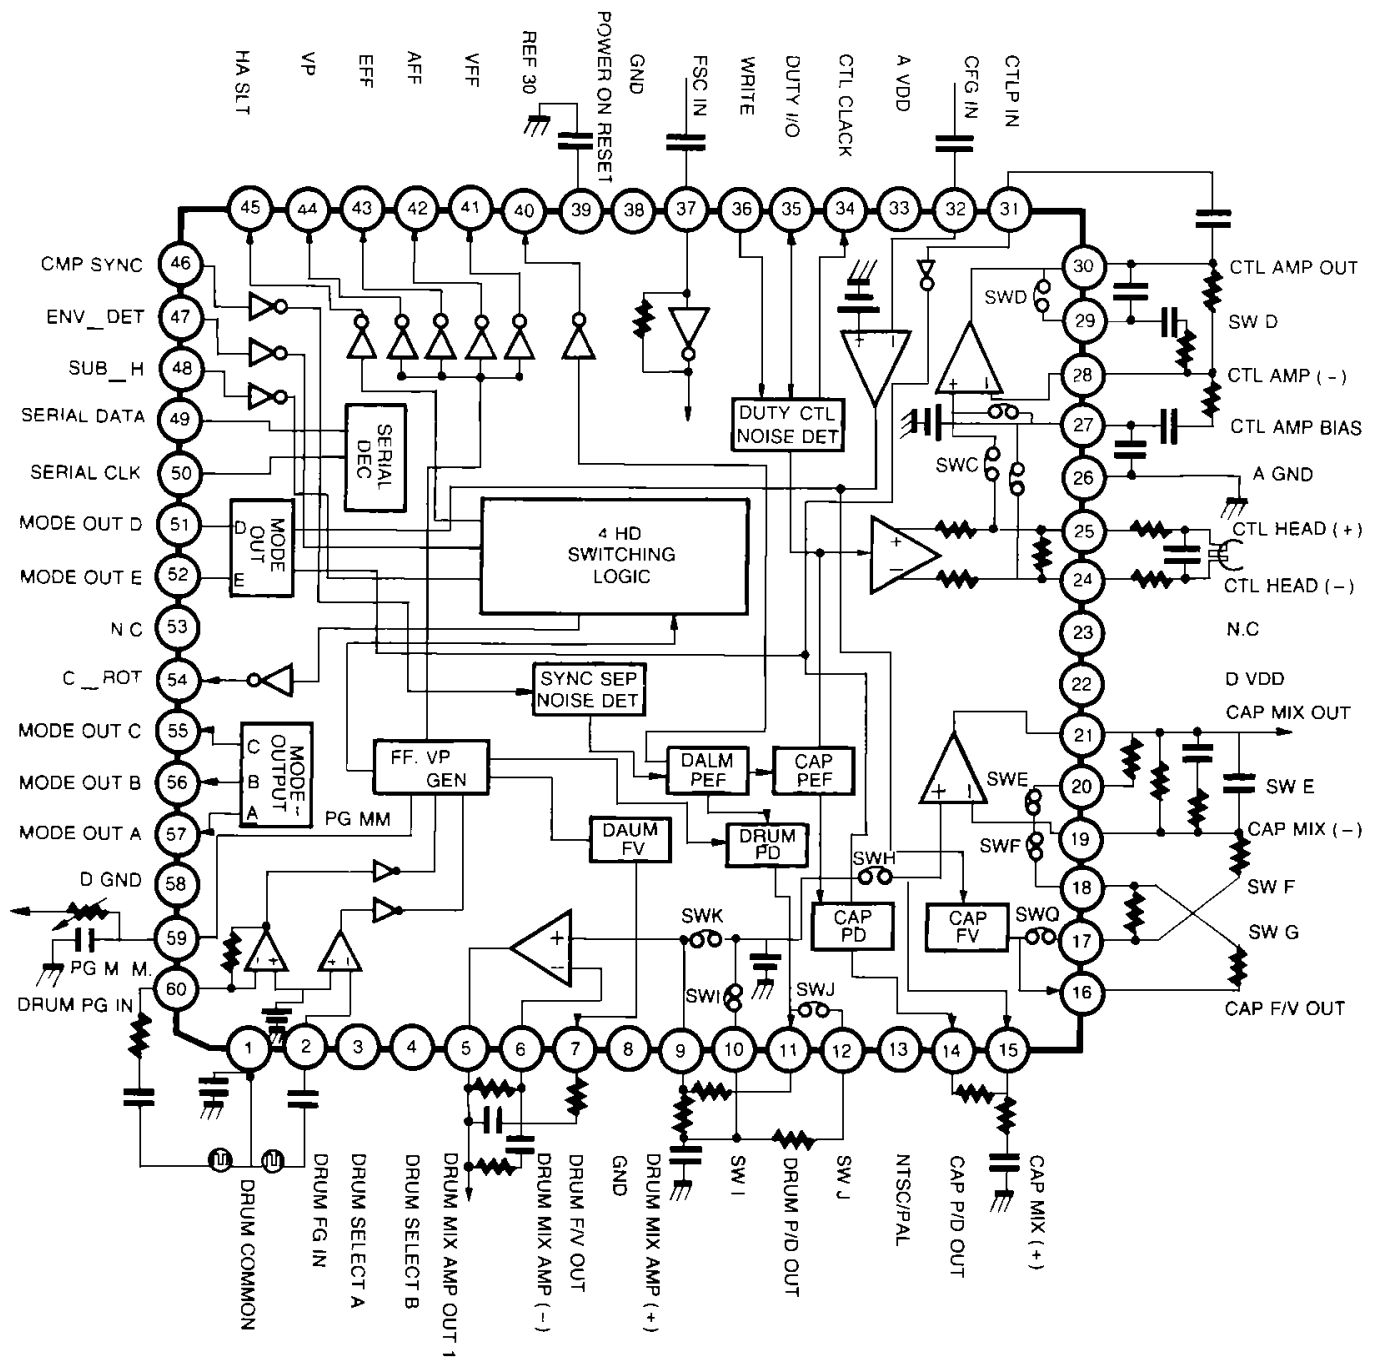 HA SLT
VP
EFF
AFF
VFF
REF 30
POWER ON RESET
GND
FSC IN
WRITE
DUTY I/O
CTL CLACK
A VDD
CFG IN
CTLP IN
45
44
43
42
41
40
39
38
37
36
35
34
33
32
31
CMP SYNC
46
ENV__DET
47
SUB__H
48
SERIAL DATA
49
SERIAL CLK
50
MODE OUT D
51
MODE OUT E
52
N C
53
C__ROT
54
MODE OUT C
55
MODE OUT B
56
MODE OUT A
57
D GND
58
59
PG M M.
60
DRUM PG IN
30
CTL AMP OUT
29
SW D
28
CTL AMP (-)
27
CTL AMP BIAS
26
A GND
25
CTL HEAD (+)
24
CTL HEAD (-)
23
N.C
22
D VDD
CAP MIX OUT
21
20
SW E
19
CAP MIX (-)
18
SW F
17
SW G
16
CAP F/V OUT
SERIAL
DEC
D
E
MODE
OUT
C
B
A
MODE-
OUTPUT
4 HD
SWITCHING
LOGIC
DUTY CTL
NOISE DET
SYNC SEP
NOISE DET
FF. VP
GEN
PG MM
DAUM
FV
DALM
PEF
CAP
PEF
DRUM
PD
CAP
PD
CAP
FV
SWD
SWC
SWE
SWF
SWH
SWQ
SWK
SWI
SWJ
+
-
1
2
3
4
5
6
7
8
9
10
11
12
13
14
15
DRUM COMMON
DRUM FG IN
DRUM SELECT A
DRUM SELECT B
DRUM MIX AMP OUT 1
DRUM MIX AMP (-)
DRUM F/V OUT
GND
DRUM MIX AMP (+)
SW I
DRUM P/D OUT
SW J
NTSC/PAL
CAP P/D OUT
CAP MIX (+)